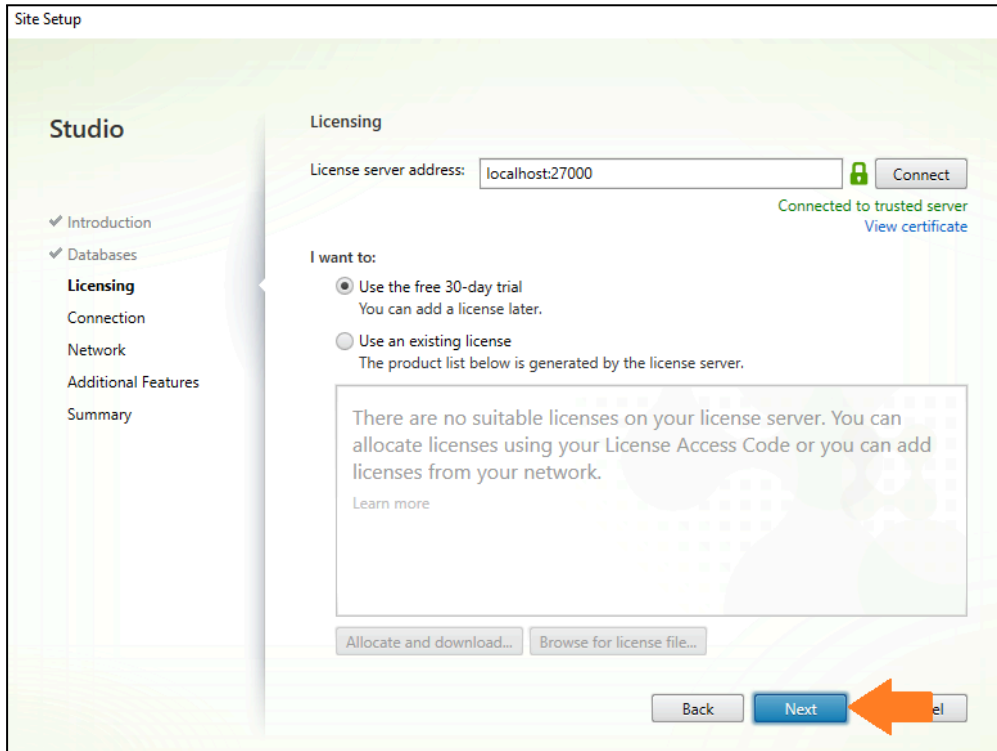 Site Setup
Studio
Introduction
Databases
Licensing
Connection
Network
Additional Features
Summary
Licensing
License server address: localhost:27000 Connect
Connected to trusted server
View certificate
I want to:
Use the free 30-day trial
You can add a license later.
Use an existing license
The product list below is generated by the license server.
There are no suitable licenses on your license server. You can
allocate licenses using your License Access Code or you can add
licenses from your network.
Learn more
Allocate and download... Browse for license file...
Back Next